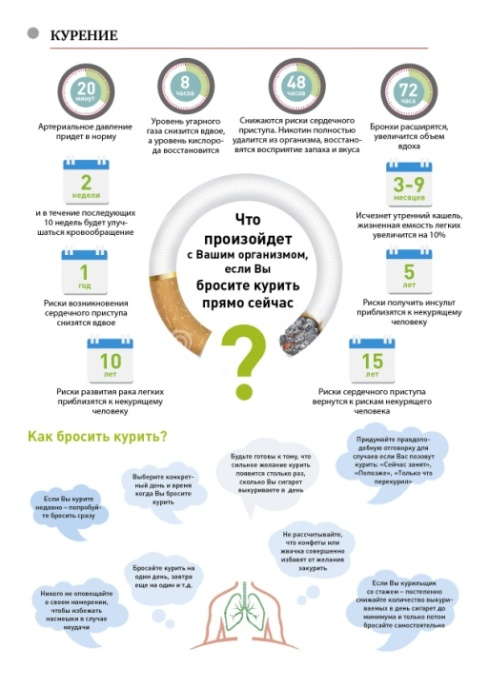 КУРЕНИЕ
20
минут
Артериальное давление
придет в норму
8
часов
Уровень угарного
газа снизится вдвое,
а уровень кислоро-
да восстановится
48
часов
Снижаются риски сердечного
приступа. Никотин полностью
удалится из организма, восстано-
вятся восприятие запаха и вкуса
72
часа
Бронхи расширятся,
увеличится объем
вдоха
2
недели
и в течение последующих
10 недель будет улуч-
шаться кровообращение
3-9
месяцев
Исчезнет утренний кашель,
жизненная емкость легких
увеличится на 10%
1
год
Риски возникновения
сердечного приступа
снизятся вдвое
5
лет
Риски получить инсульт
приблизятся к некурящему
человеку
10
лет
Риски развития рака легких
приблизятся к некурящему
человеку
15
лет
Риски сердечного приступа
вернутся к рискам некурящего
человека
Что
произойдет
с Вашим организмом,
если Вы
бросите курить
прямо сейчас
?
Как бросить курить?
Если Вы курите
недавно – попробуй-
те бросить сразу
Выберите конкрет-
ный день и время
когда Вы бросите
курить
Будьте готовы к тому, что
сильное желание курить
появится столько раз,
сколько Вы сигарет
выкуриваете в день
Придумайте правдопо-
добную отговорку для
случаев если Вас позовут
курить: «Сейчас занят»,
«Попозже», «Только что
перекурил»
Никого не оповещайте
о своем намерении,
чтобы избежать
насмешки в случае
неудачи
Бросайте курить на
один день, завтра
еще на один и т.д.
Не рассчитывайте,
что конфеты или
жвачка совершенно
избавят от желания
закурить
Если Вы курильщик
со стажем – постепенно
снижайте количество выкури-
ваемых в день сигарет до
минимума и только потом
бросайте самостоятельно